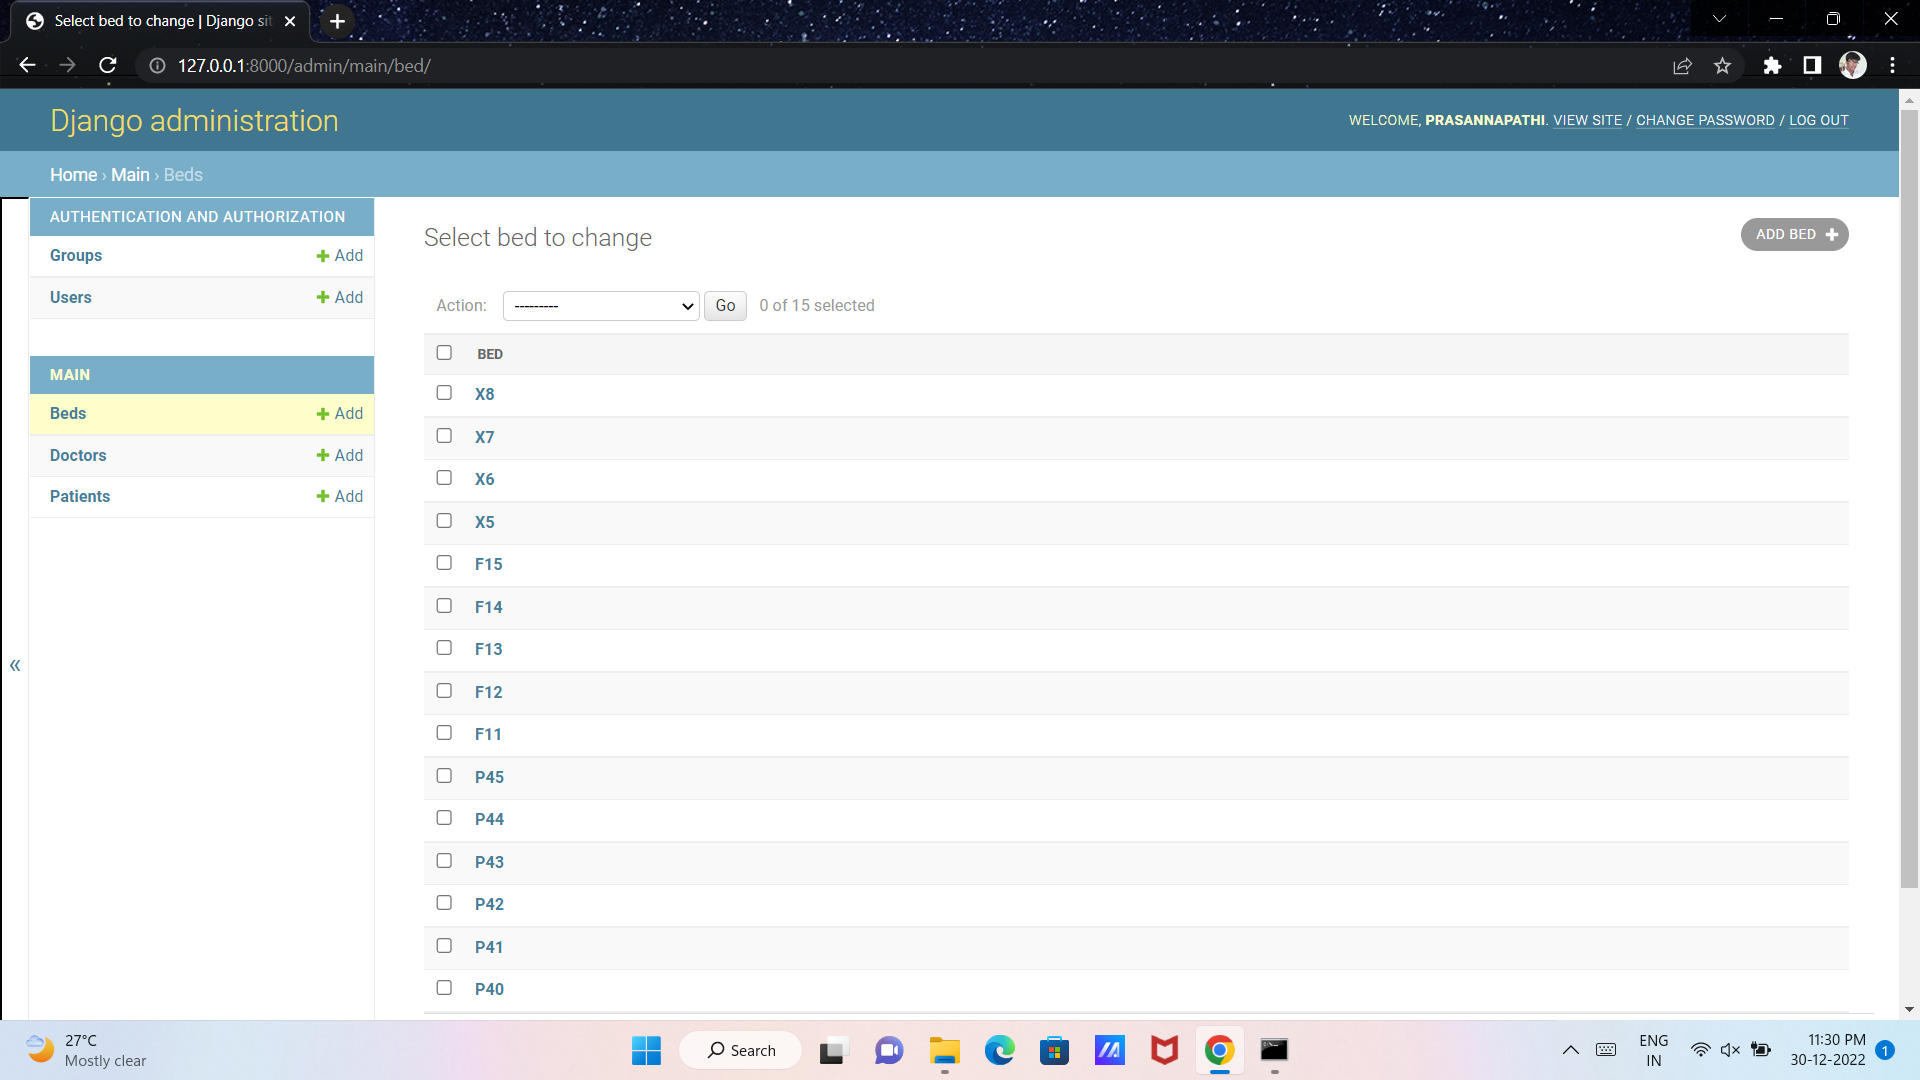 Select bed to change | Django sit
127.0.0.1:8000/admin/main/bed/
Django administration
WELCOME, PRASANNAPATHI. VIEW SITE / CHANGE PASSWORD / LOG OUT
Home › Main › Beds
AUTHENTICATION AND AUTHORIZATION
Groups + Add
Users + Add
MAIN
Beds + Add
Doctors + Add
Patients + Add
«
Select bed to change
ADD BED +
Action: --------- Go 0 of 15 selected
BED
X8
X7
X6
X5
F15
F14
F13
F12
F11
P45
P44
P43
P42
P41
P40
27°C
Mostly clear
Search
ENG
IN
11:30 PM
30-12-2022
1